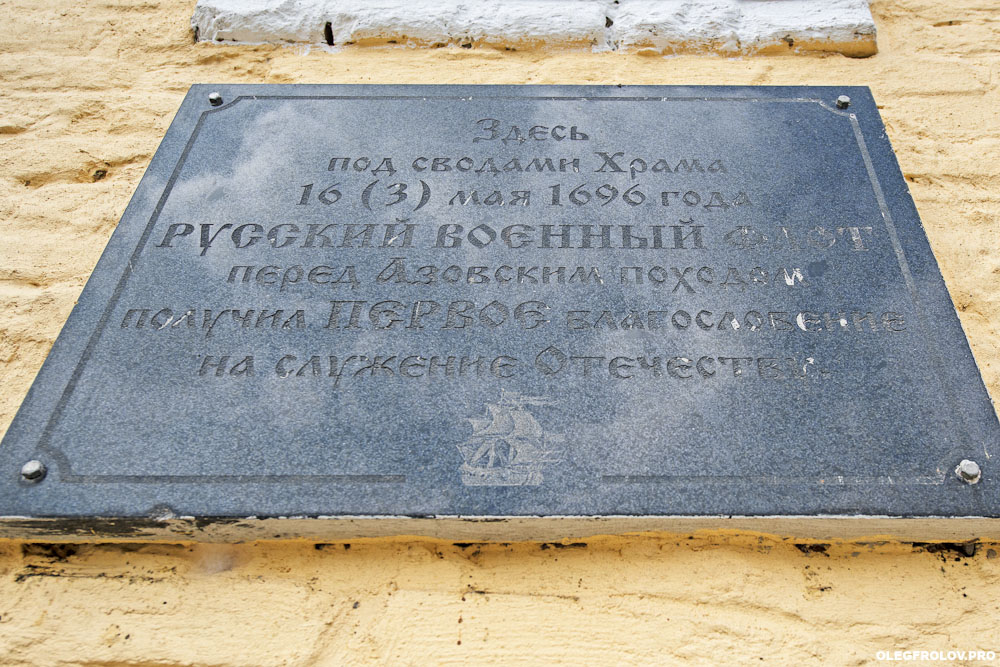 Здесь
под сводами Храма
16 (3) мая 1696 года
РУССКИЙ ВОЕННЫЙ ФЛОТ
перед Азовским походом
получил ПЕРВОЕ благословение
на служение Отечеству.
OLEGFROLOV.PRO